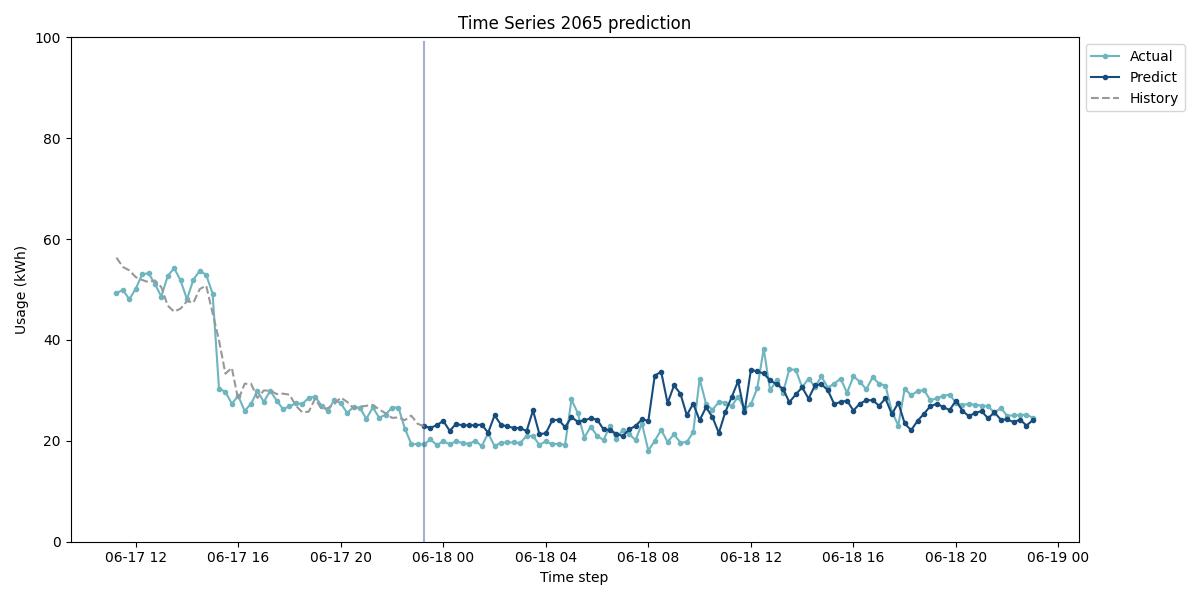 Time Series 2065 prediction
100
80
60
40
20
0
Usage (kWh)
06-17 12
06-17 16
06-17 20
06-18 00
06-18 04
06-18 08
06-18 12
06-18 16
06-18 20
06-19 00
Time step
Actual
Predict
History